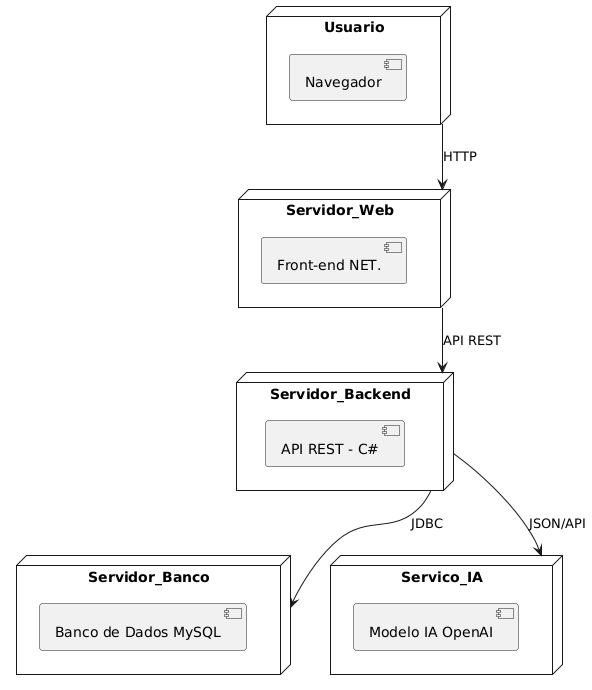 Usuario
Navegador
HTTP
Servidor_Web
Front-end NET.
API REST
Servidor_Backend
API REST - C#
JDBC
JSON/API
Servidor_Banco
Banco de Dados MySQL
Servico_IA
Modelo IA OpenAI